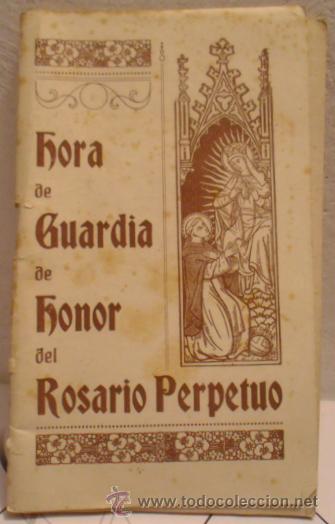 Hora
de
Guardia
de
Honor
del
Rosario Perpetuo
www.todocoleccion.net